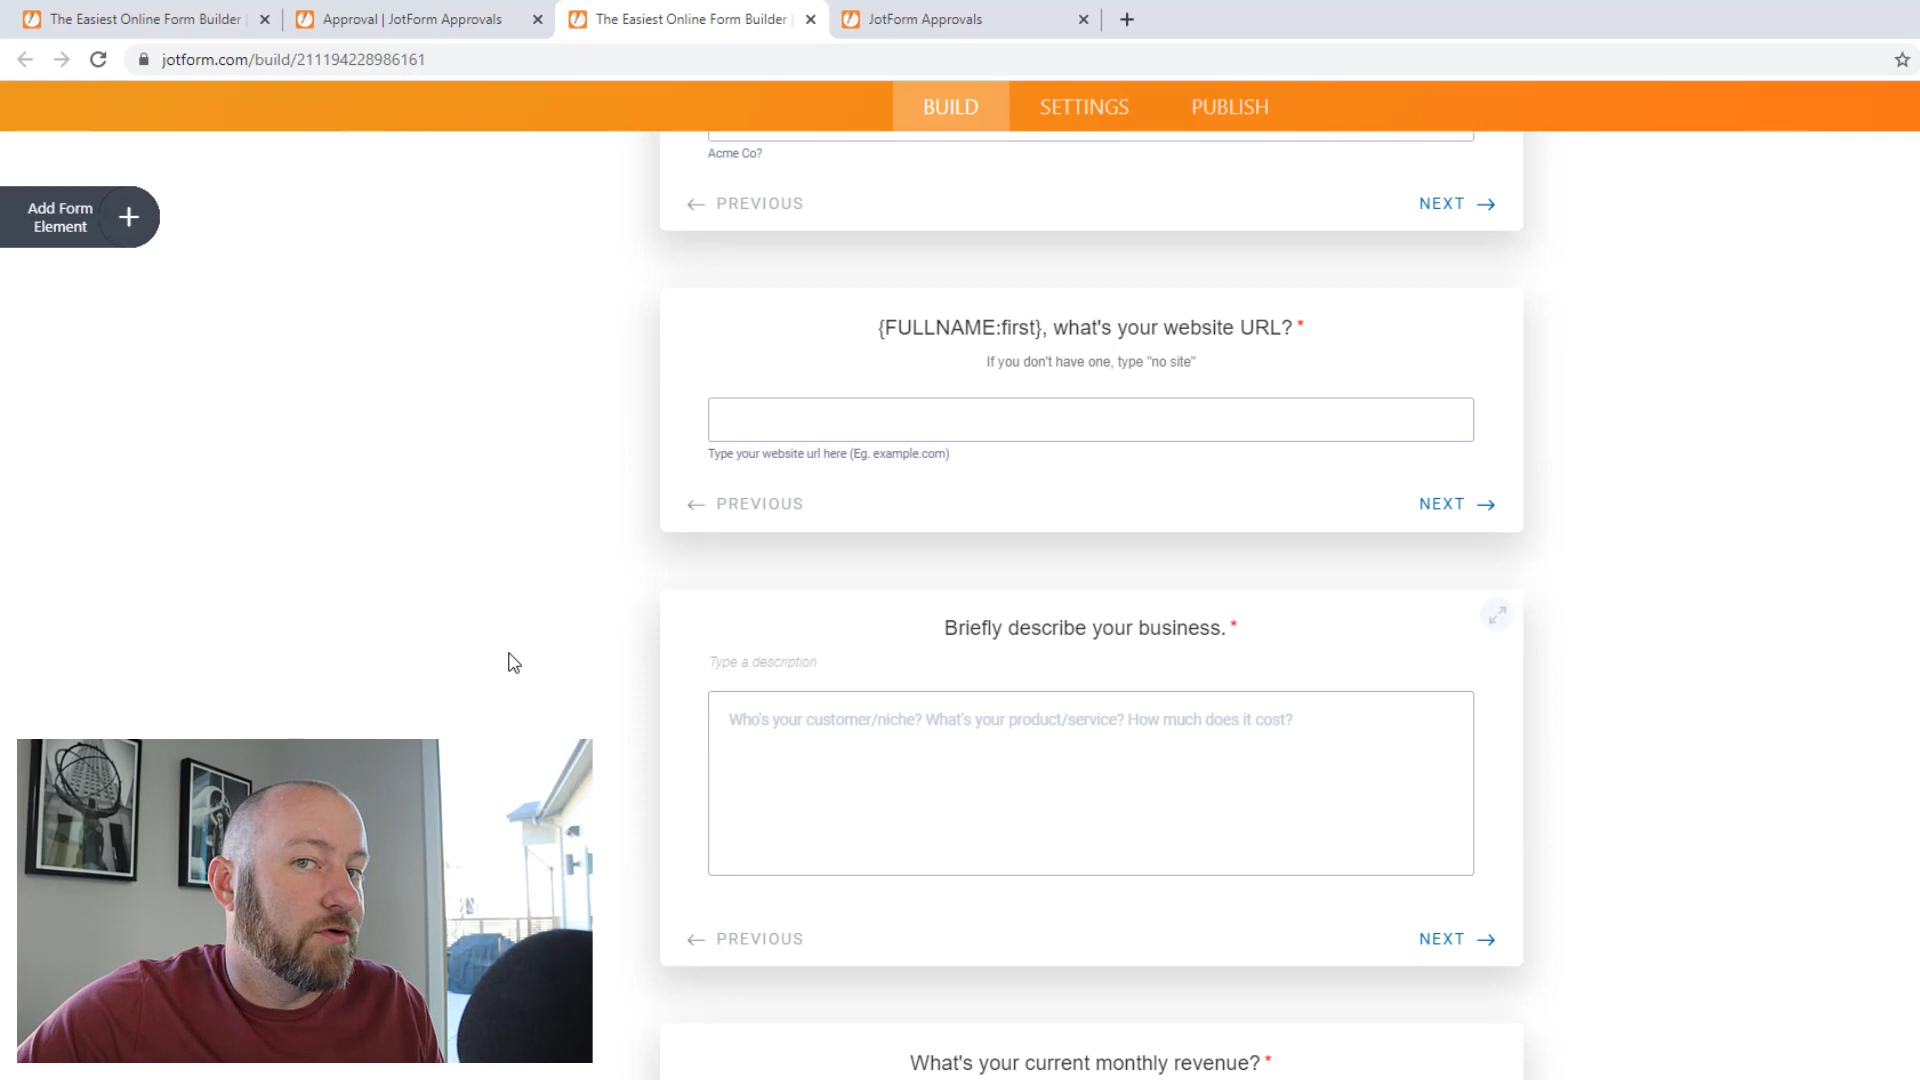 The Easiest Online Form Builder
Approval | JotForm Approvals
The Easiest Online Form Builder
JotForm Approvals
jotform.com/build/211194228986161
BUILD
SETTINGS
PUBLISH
Add Form
Element
Acme Co?
PREVIOUS
NEXT
{FULLNAME:first}, what's your website URL? *
If you don't have one, type "no site"
Type your website url here (Eg. example.com)
PREVIOUS
NEXT
Briefly describe your business. *
Type a description
Who's your customer/niche? What's your product/service? How much does it cost?
PREVIOUS
NEXT
What's your current monthly revenue? *